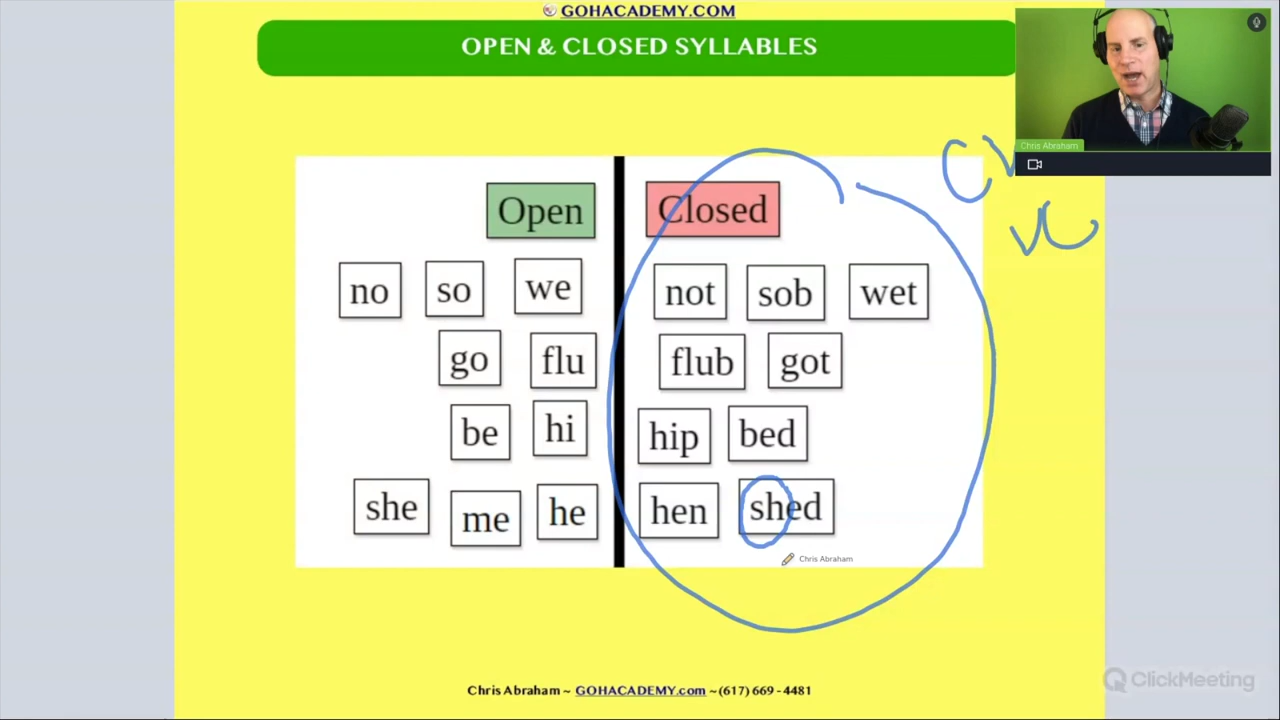 GOHACADEMY.COM
OPEN & CLOSED SYLLABLES
Chris Abraham
Open Closed
no so we not sob wet
go flu flub got
be hi hip bed
she me he hen shed
Chris Abraham
Chris Abraham ~ GOHACADEMY.com ~(617) 669 - 4481
ClickMeeting
VC